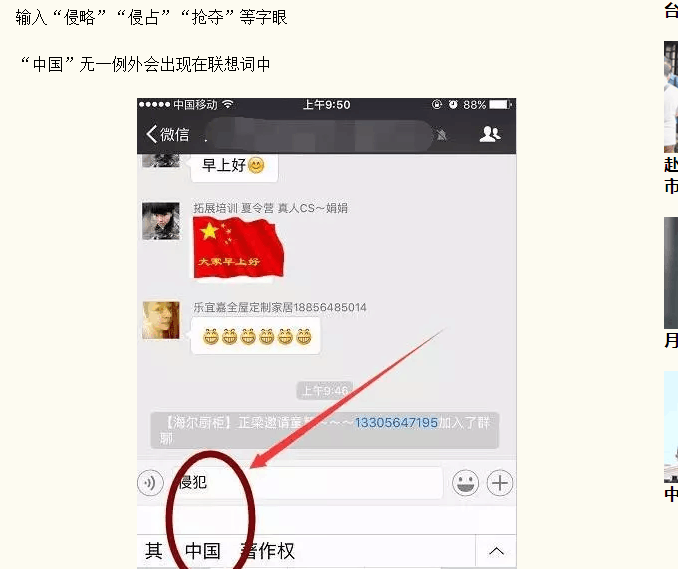 输入“侵略”“侵占”“抢夺”等字眼
“中国”无一例外会出现在联想词中
台
中国移动
上午9:50
88%
微信
早上好
拓展培训 夏令营 真人CS～娟娟
大家早上好
乐宜嘉全屋定制家居18856485014
上午9:46
【海尔厨柜】正梁邀请童
～～～13305647195加入了群
聊
侵犯
其 中国 著作权
赴
市
月
中